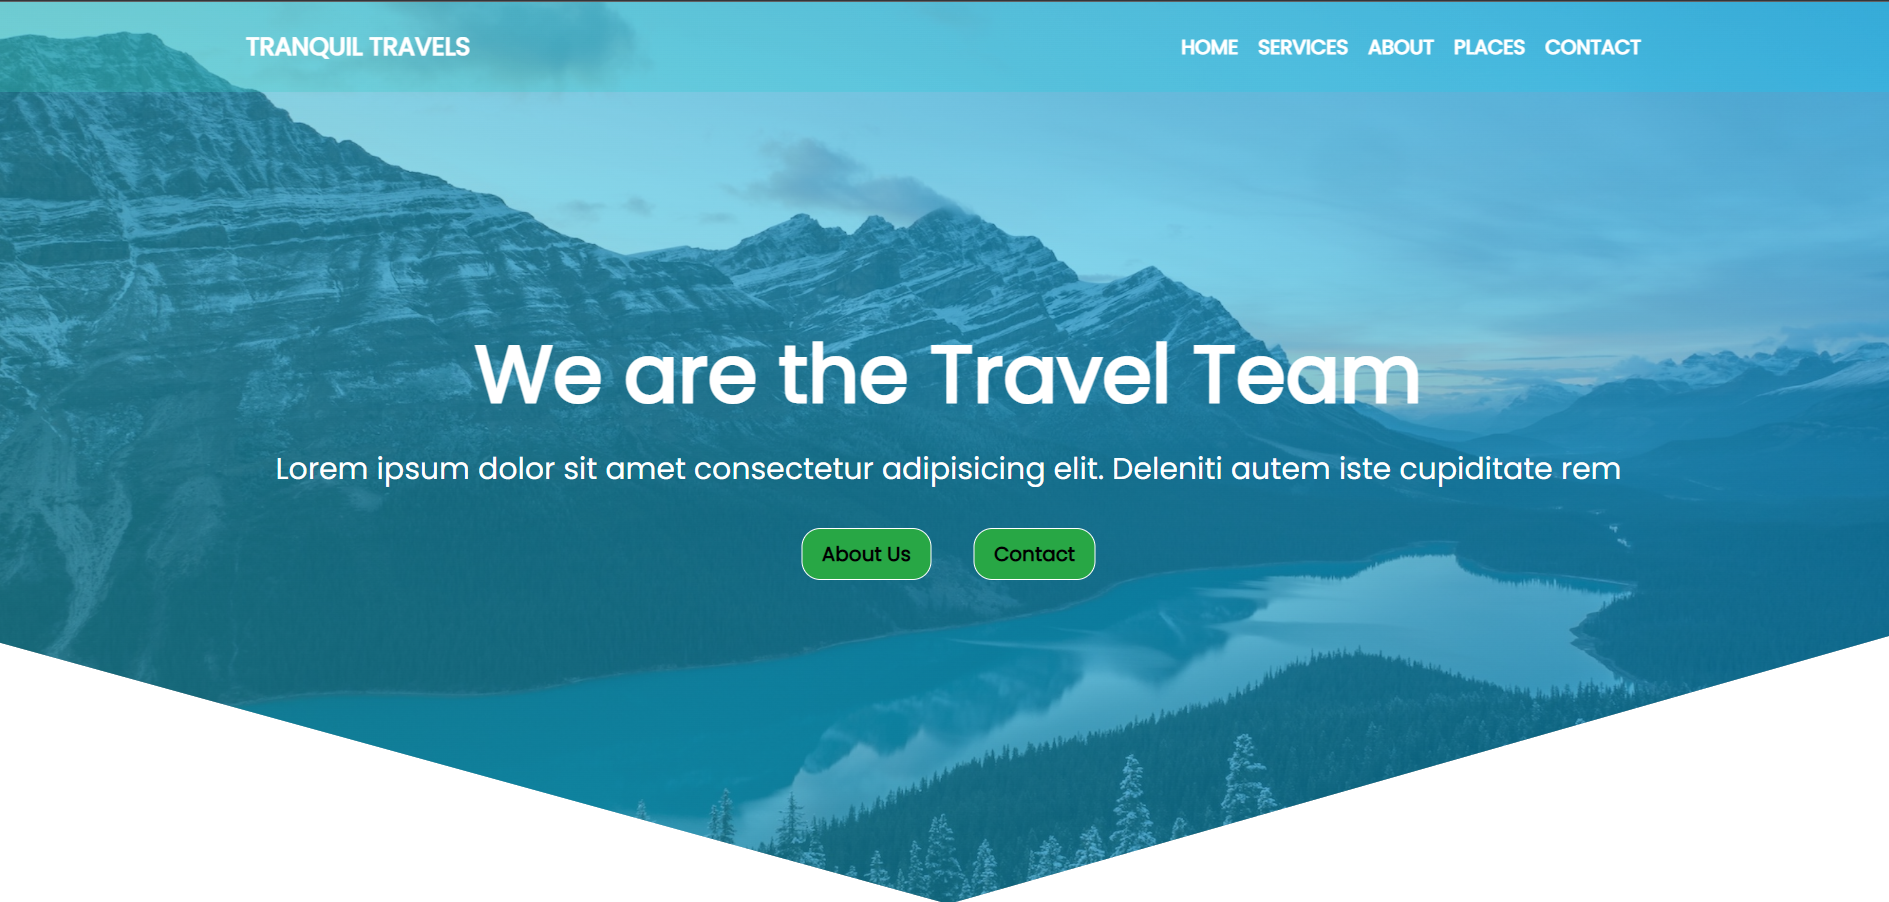 TRANQUIL TRAVELS
HOME SERVICES ABOUT PLACES CONTACT
We are the Travel Team
Lorem ipsum dolor sit amet consectetur adipisicing elit. Deleniti autem iste cupiditate rem
About Us
Contact